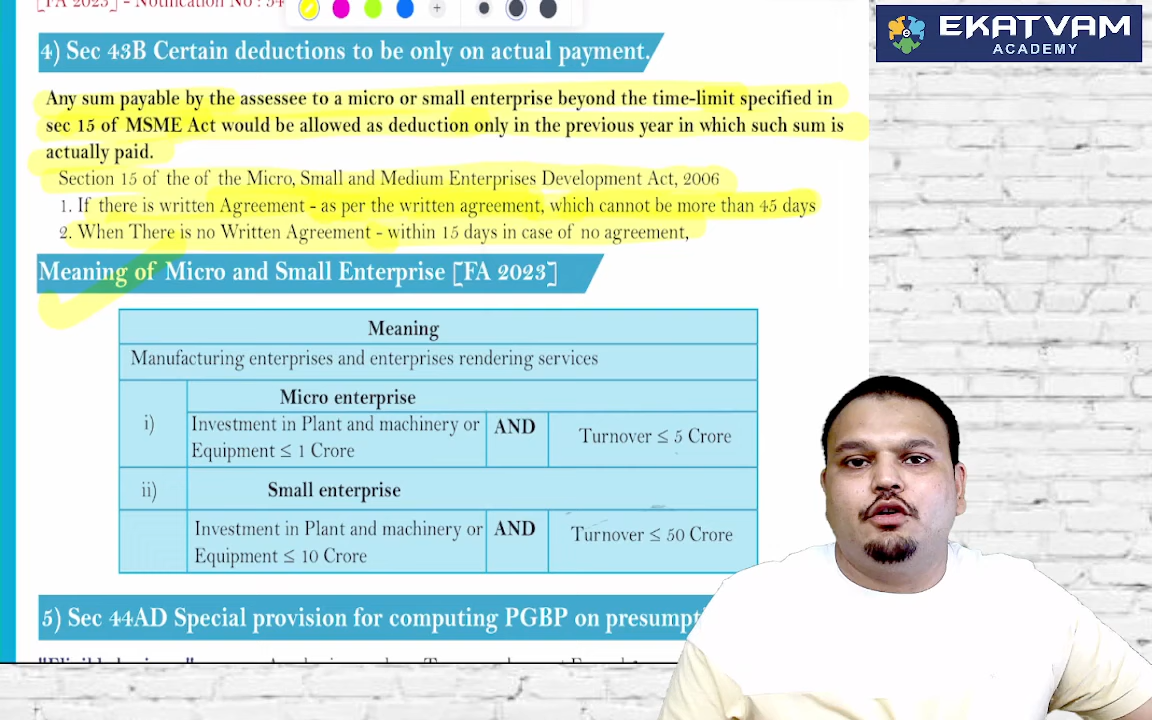 [FA 2023] - Notification No : 54
EKATVAM
ACADEMY
4) Sec 43B Certain deductions to be only on actual payment.
Any sum payable by the assessee to a micro or small enterprise beyond the time-limit specified in
sec 15 of MSME Act would be allowed as deduction only in the previous year in which such sum is
actually paid.
Section 15 of the of the Micro, Small and Medium Enterprises Development Act, 2006
1. If there is written Agreement - as per the written agreement, which cannot be more than 45 days
2. When There is no Written Agreement - within 15 days in case of no agreement,
Meaning of Micro and Small Enterprise [FA 2023]
Meaning
Manufacturing enterprises and enterprises rendering services
Micro enterprise
i) Investment in Plant and machinery or Equipment ≤ 1 Crore AND Turnover ≤ 5 Crore
ii) Small enterprise
Investment in Plant and machinery or Equipment ≤ 10 Crore AND Turnover ≤ 50 Crore
5) Sec 44AD Special provision for computing PGBP on presumpt